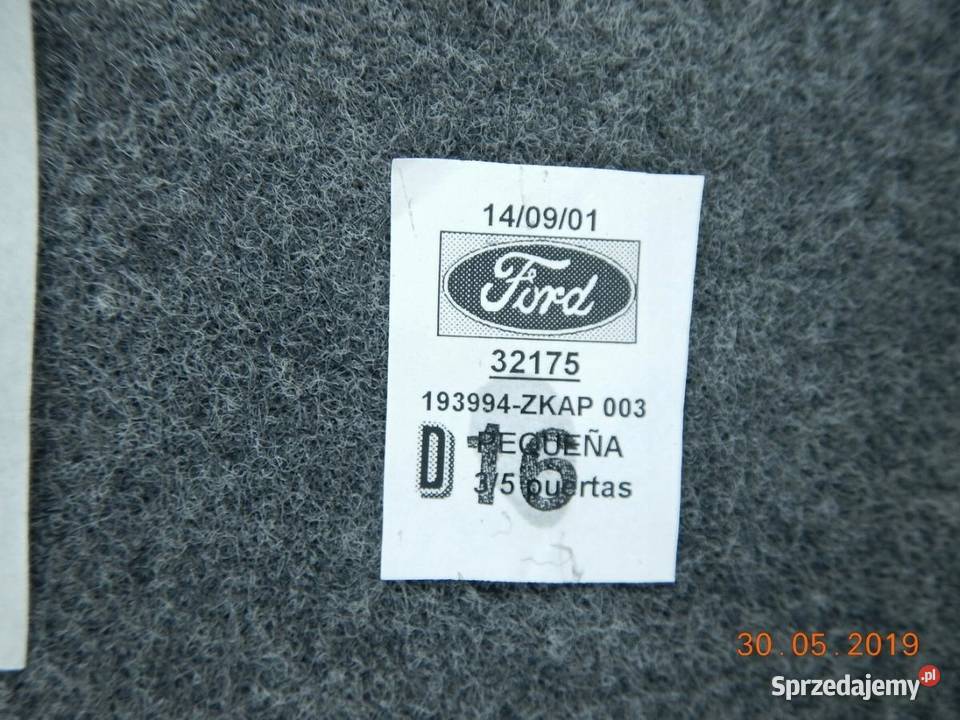 14/09/01
Ford
32175
193994-ZKAP 003
PEQUEÑA
D 16
3/5 puertas
30.05.2019
Sprzedajemy.pl